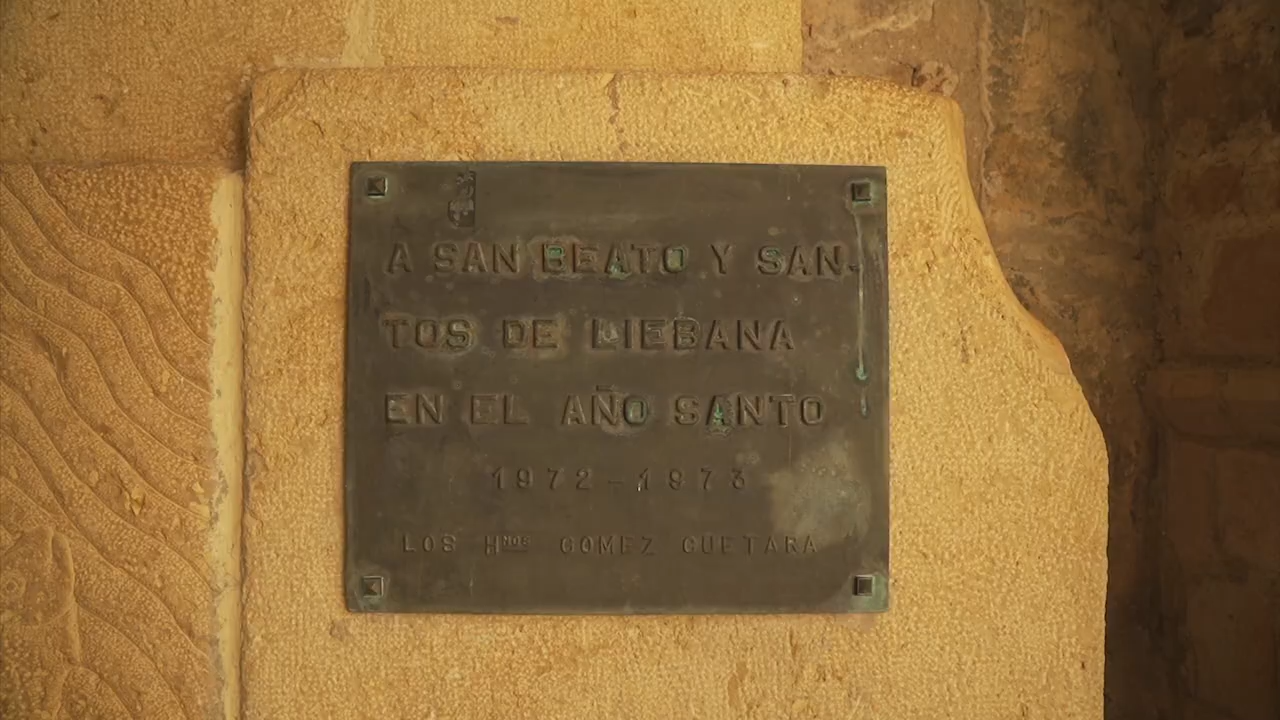 A SAN BEATO Y SAN-
TOS DE LIEBANA
EN EL AÑO SANTO
1972-1973
LOS Hnos GOMEZ CUETARA